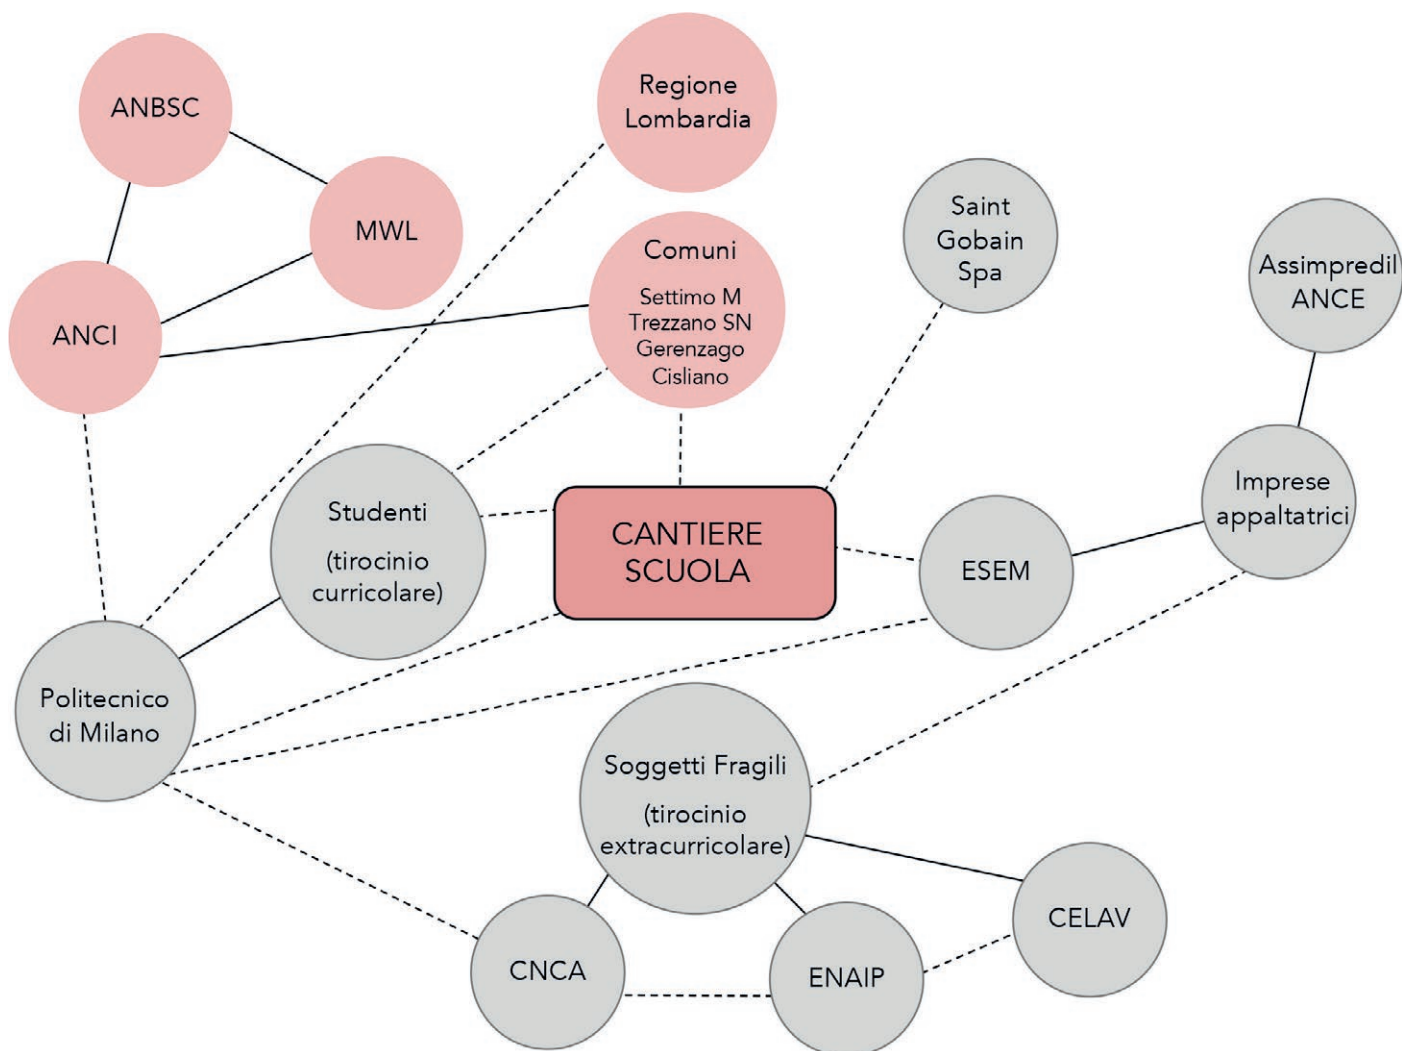 ANBSC
Regione
Lombardia
MWL
Saint
Gobain
Spa
Comuni
Settimo M
Trezzano SN
Gerenzago
Cisliano
Assimpredil
ANCE
ANCI
Studenti
(tirocinio
curricolare)
CANTIERE
SCUOLA
ESEM
Imprese
appaltatrici
Politecnico
di Milano
Soggetti Fragili
(tirocinio
extracurricolare)
CNCA
ENAIP
CELAV